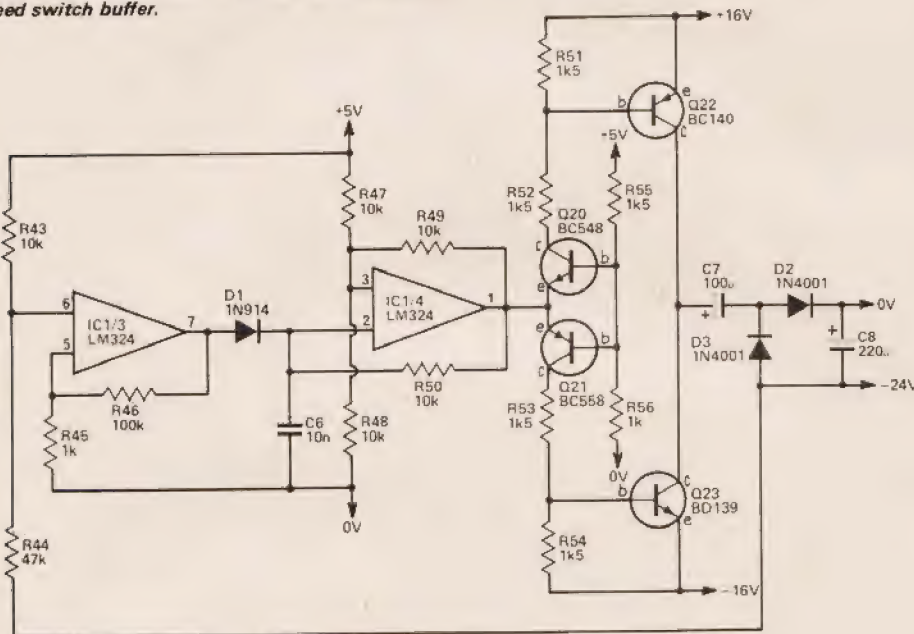 eed switch buffer.
+16V
R51
1k5
b
e
c
Q22
BC140
+5V
+5V
R47
10k
R49
10k
R52
1k5
R55
1k5
Q20
BC548
R43
10k
c
b
e
C7
100u
D2
1N4001
D1
1N914
3
6
IC1/3
LM324
7
2
IC1/4
LM324
1
0V
+
+
C8
220u
D3
1N4001
5
e
b
c
Q21
BC558
-24V
R46
100k
R50
10k
R45
1k
C6
10n
R48
10k
R53
1k5
R56
1k
0V
0V
b
c
e
Q23
BD139
R44
47k
R54
1k5
-16V